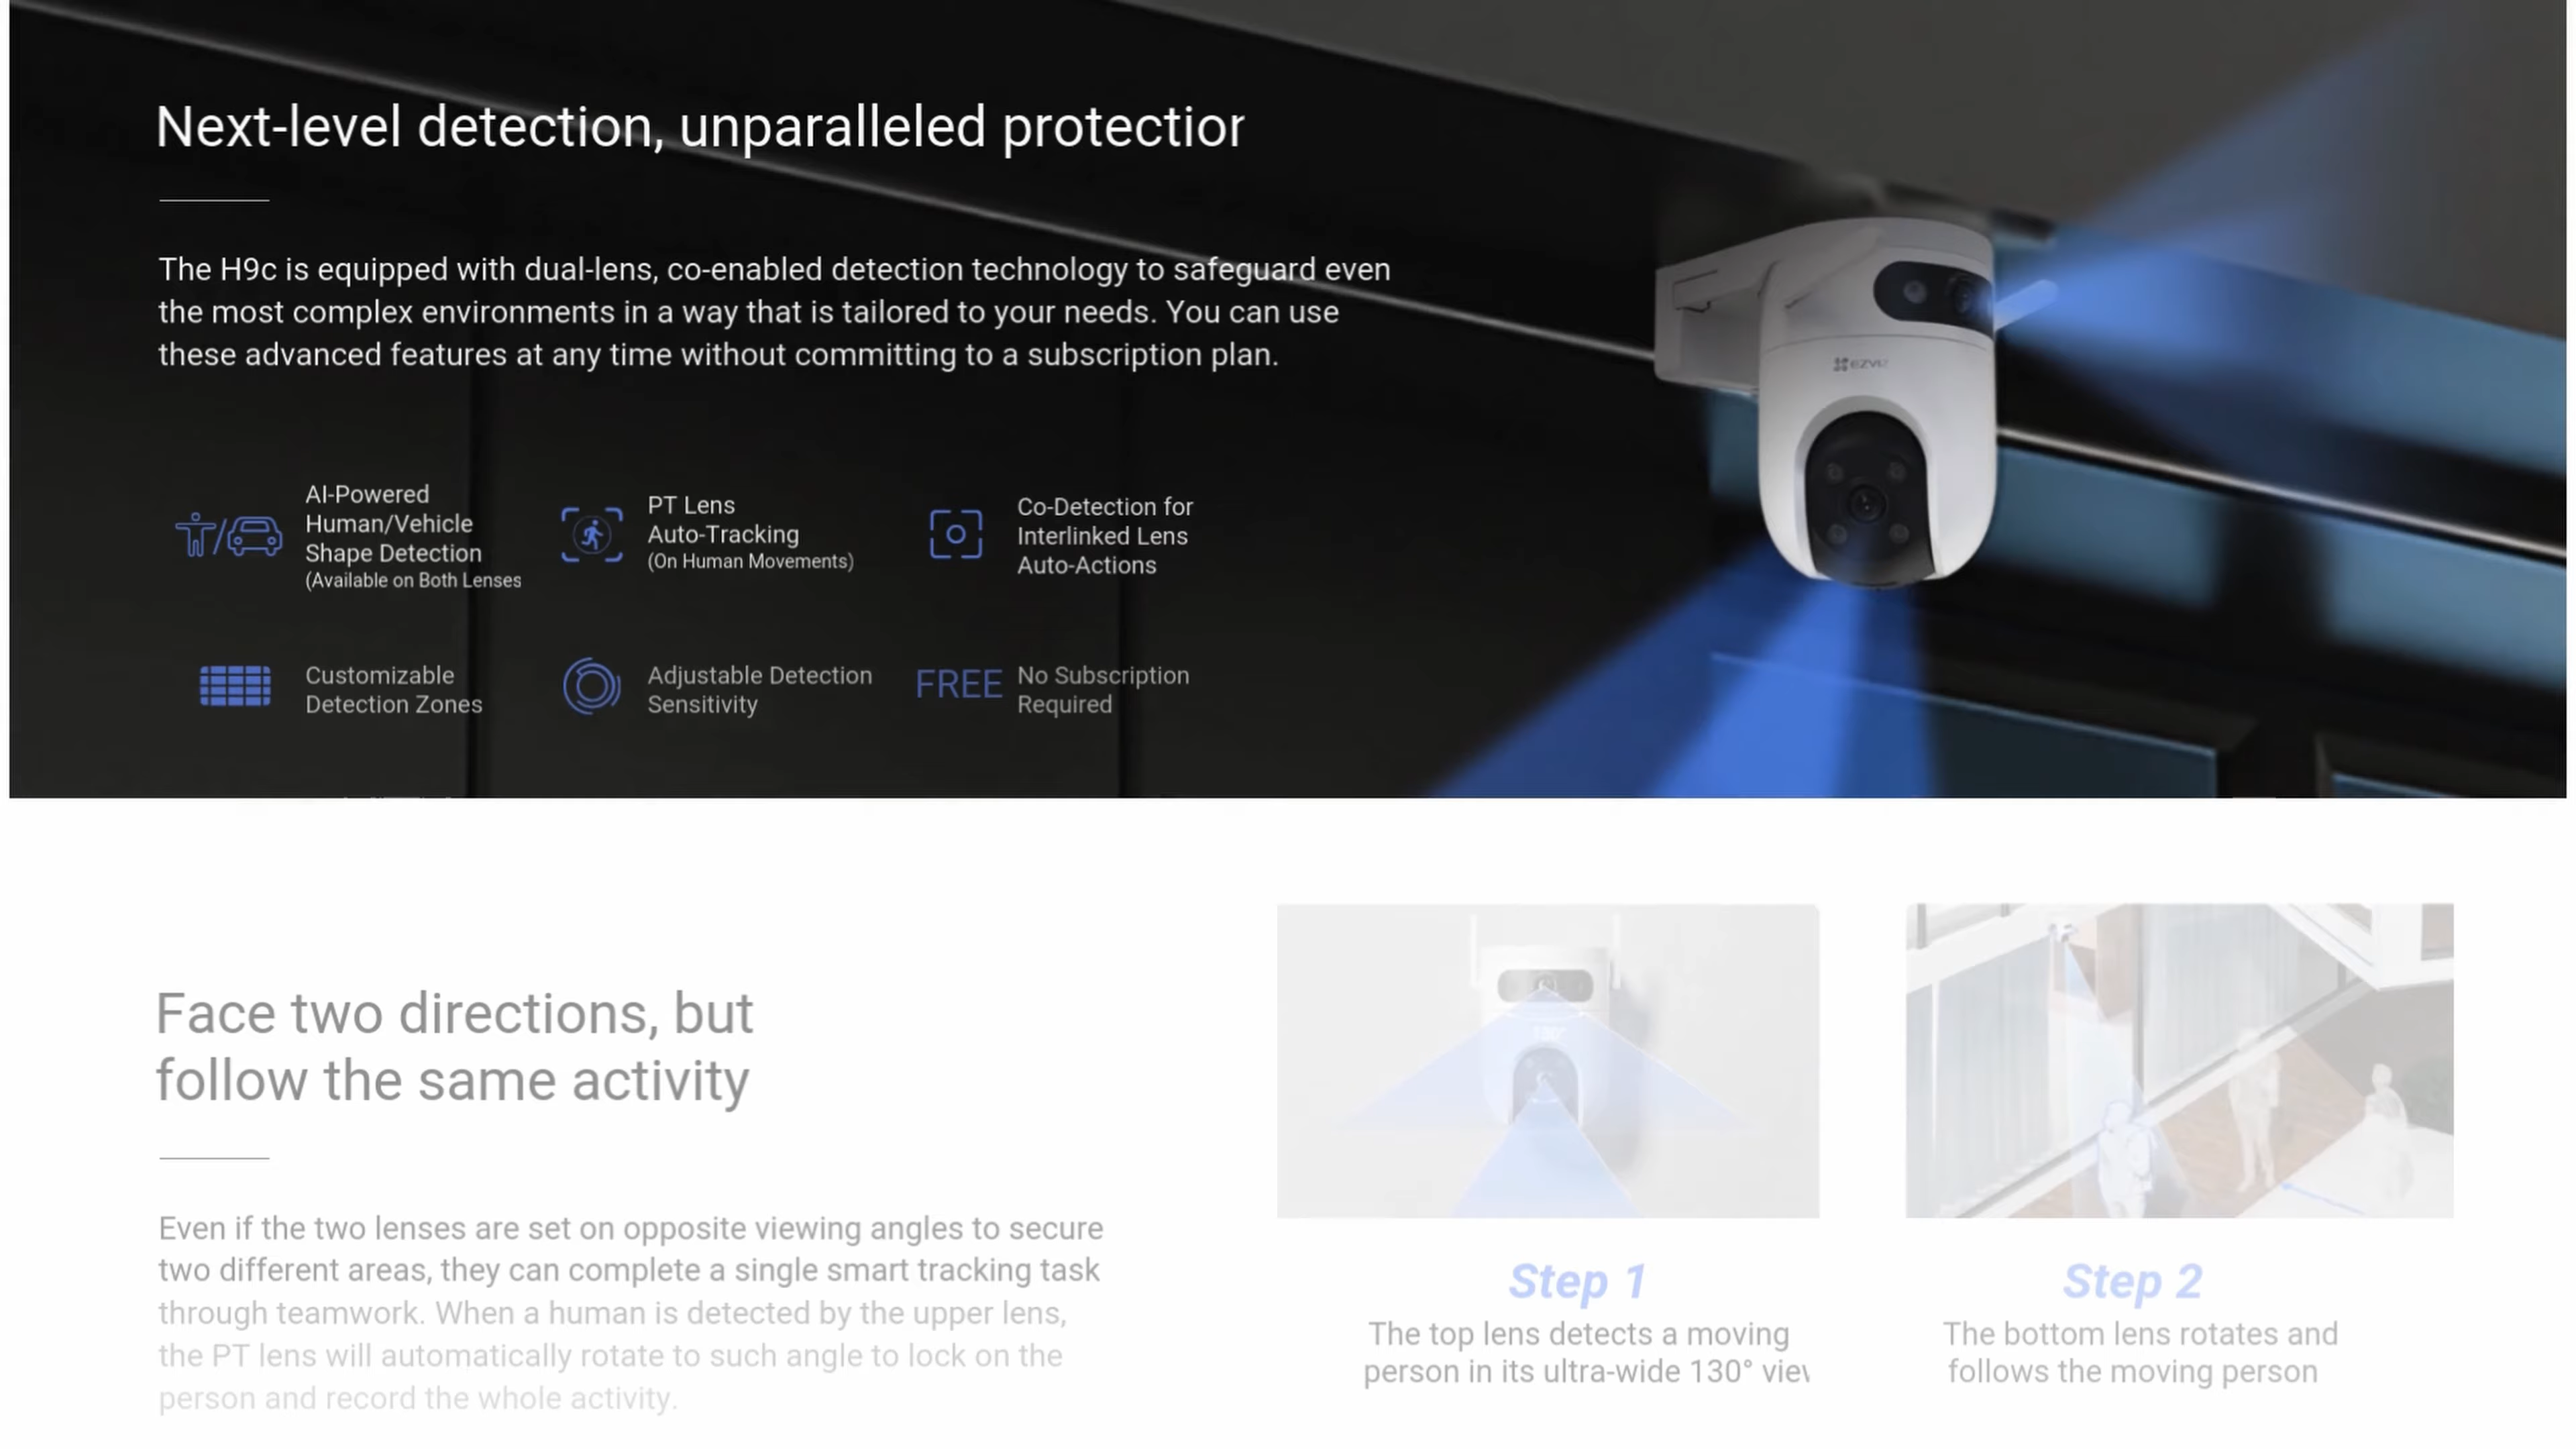 Next-level detection, unparalleled protection
The H9c is equipped with dual-lens, co-enabled detection technology to safeguard even
the most complex environments in a way that is tailored to your needs. You can use
these advanced features at any time without committing to a subscription plan.
AI-Powered
Human/Vehicle
Shape Detection
(Available on Both Lenses
PT Lens
Auto-Tracking
(On Human Movements)
Co-Detection for
Interlinked Lens
Auto-Actions
Customizable
Detection Zones
Adjustable Detection
Sensitivity
FREE
No Subscription
Required
EZVIZ
Face two directions, but
follow the same activity
Even if the two lenses are set on opposite viewing angles to secure
two different areas, they can complete a single smart tracking task
through teamwork. When a human is detected by the upper lens,
the PT lens will automatically rotate to such angle to lock on the
person and record the whole activity.
Step 1
The top lens detects a moving
person in its ultra-wide 130° view
Step 2
The bottom lens rotates and
follows the moving person